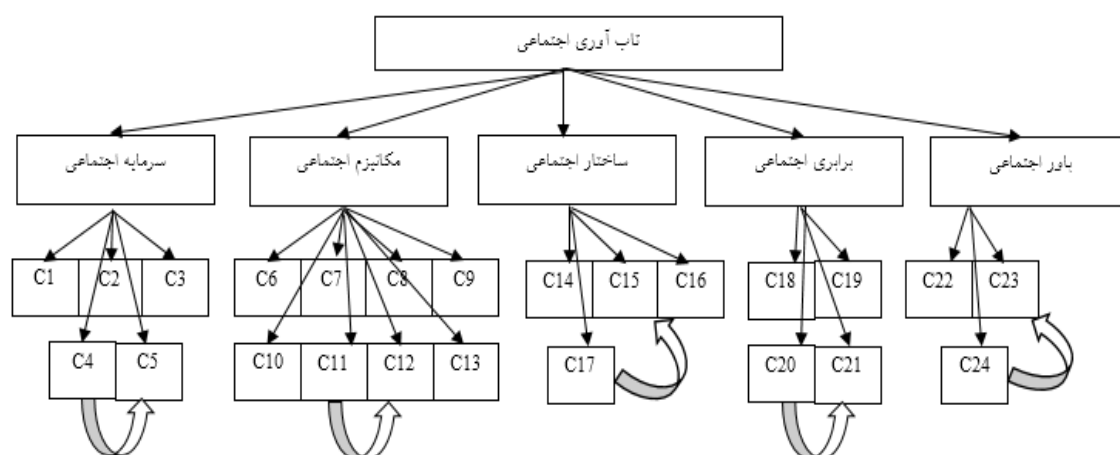 تاب آوری اجتماعی
سرمایه اجتماعی
مکانیزم اجتماعی
ساختار اجتماعی
برابری اجتماعی
باور اجتماعی
C1 C2 C3
C6 C7 C8 C9
C14 C15 C16
C18 C19
C22 C23
C4 C5
C10 C11 C12 C13
C17
C20 C21
C24